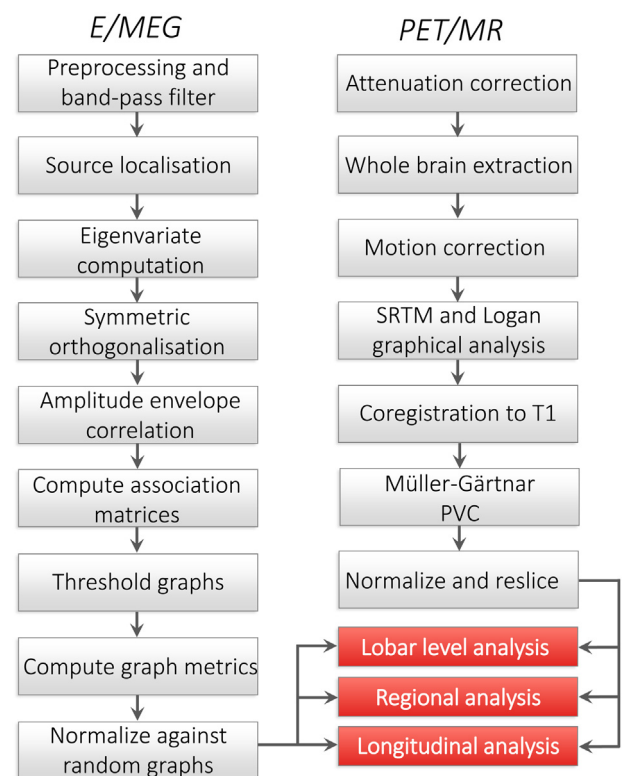 E/MEG
Preprocessing and
band-pass filter
Source localisation
Eigenvariate
computation
Symmetric
orthogonalisation
Amplitude envelope
correlation
Compute association
matrices
Threshold graphs
Compute graph metrics
Normalize against
random graphs
PET/MR
Attenuation correction
Whole brain extraction
Motion correction
SRTM and Logan
graphical analysis
Coregistration to T1
Müller-Gärtnar
PVC
Normalize and reslice
Lobar level analysis
Regional analysis
Longitudinal analysis